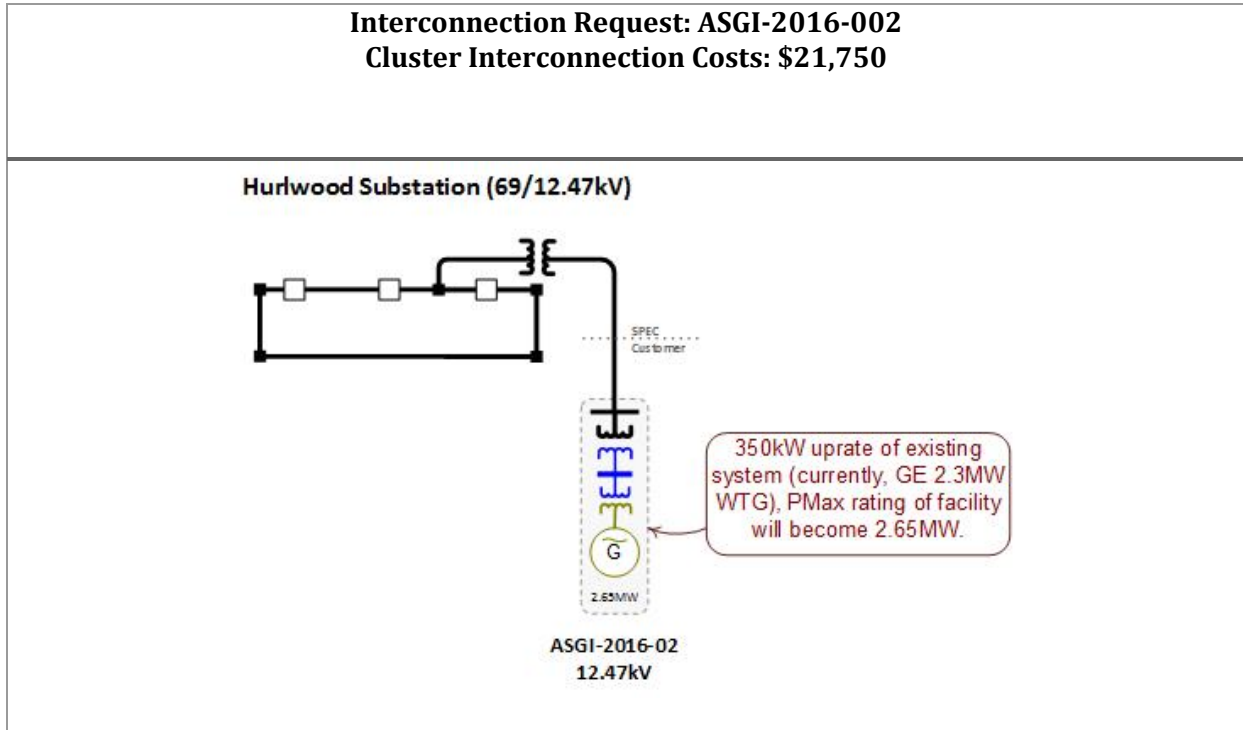 Interconnection Request: ASGI-2016-002
Cluster Interconnection Costs: $21,750
Hurlwood Substation (69/12.47kV)
SPEC
Customer
350kW uprate of existing
system (currently, GE 2.3MW
WTG), PMax rating of facility
will become 2.65MW.
G
2.65MW
ASGI-2016-02
12.47kV